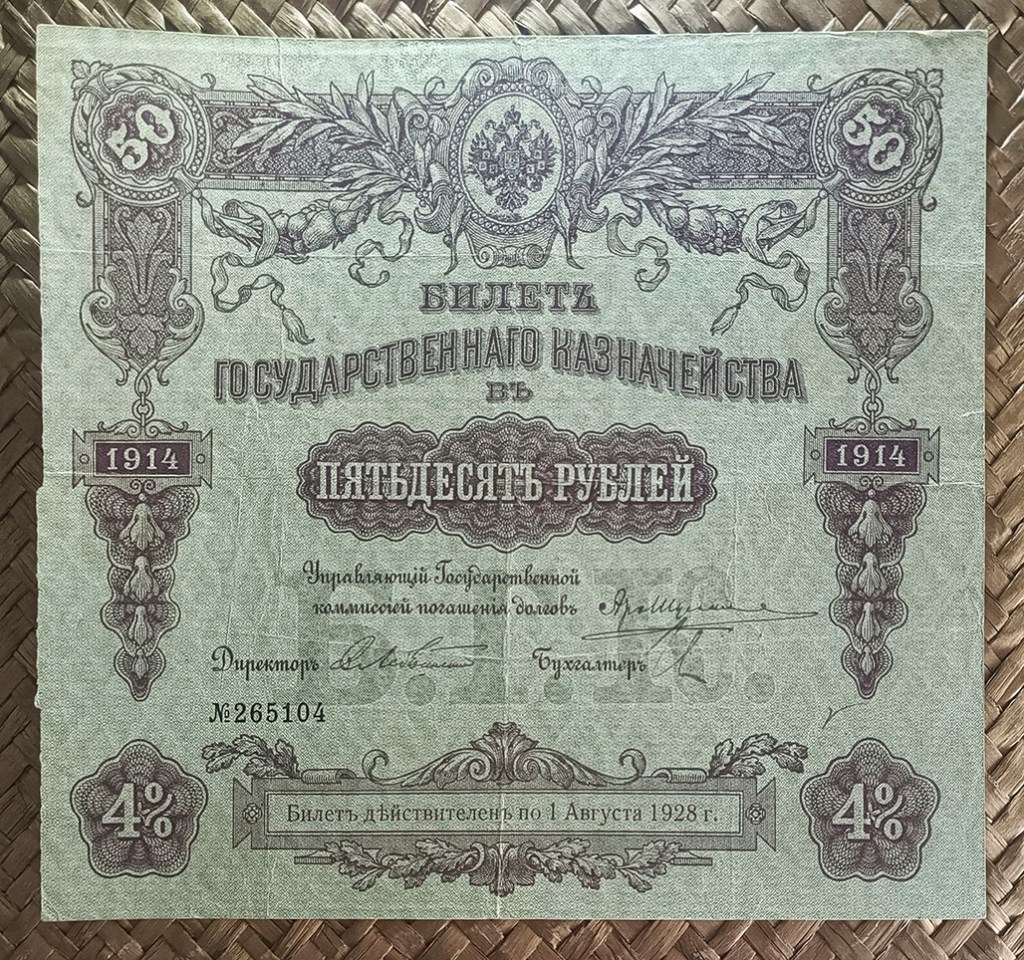 50 50
БИЛЕТЪ
ГОСУДАРСТВЕННАГО КАЗНАЧЕЙСТВА
ВЪ
1914 1914
ПЯТЬДЕСЯТЪ РУБЛЕЙ
Управляющій Государственной
коммиссіей погашенія долговъ
Директоръ Бухгалтеръ
№265104
4% 4%
Билетъ дѣйствителенъ по 1 Августа 1928 г.